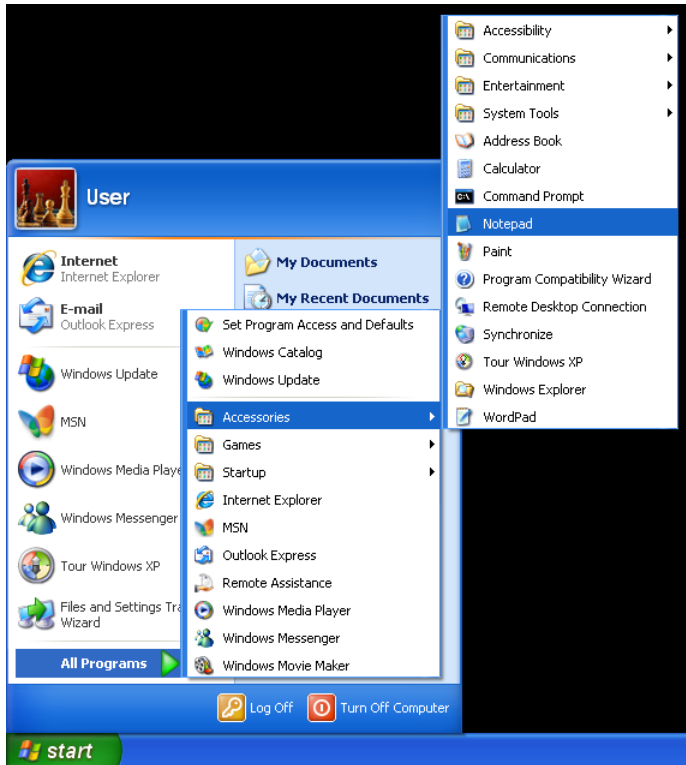 User
Internet
Internet Explorer
E-mail
Outlook Express
Windows Update
MSN
Windows Media Playe
Windows Messenger
Tour Windows XP
Files and Settings Tra
Wizard
All Programs
My Documents
My Recent Documents
Set Program Access and Defaults
Windows Catalog
Windows Update
Accessories
Games
Startup
Internet Explorer
MSN
Outlook Express
Remote Assistance
Windows Media Player
Windows Messenger
Windows Movie Maker
Accessibility
Communications
Entertainment
System Tools
Address Book
Calculator
C:\
Command Prompt
Notepad
Paint
Program Compatibility Wizard
Remote Desktop Connection
Synchronize
Tour Windows XP
Windows Explorer
WordPad
Log Off
Turn Off Computer
start